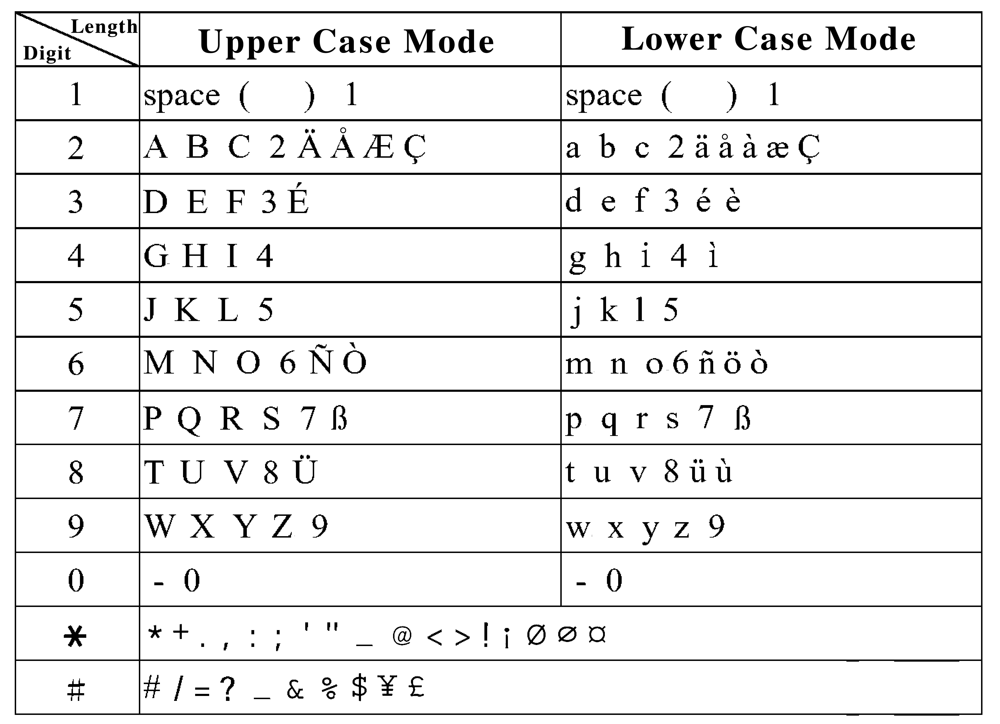 Length
Digit
Upper Case Mode
Lower Case Mode
1 space ( ) 1 space ( ) 1
2 A B C 2 Ä Å Æ Ç a b c 2 ä å à æ Ç
3 D E F 3 É d e f 3 é è
4 G H I 4 g h i 4 ì
5 J K L 5 j k l 5
6 M N O 6 Ñ Ò m n o 6 ñ ö ò
7 P Q R S 7 ß p q r s 7 ß
8 T U V 8 Ü t u v 8 ü ù
9 W X Y Z 9 w x y z 9
0 - 0 - 0
* * + . , : ; ' " _ @ < > ! ¡ Ø ø ¤
# # / = ? _ & % $ ¥ £